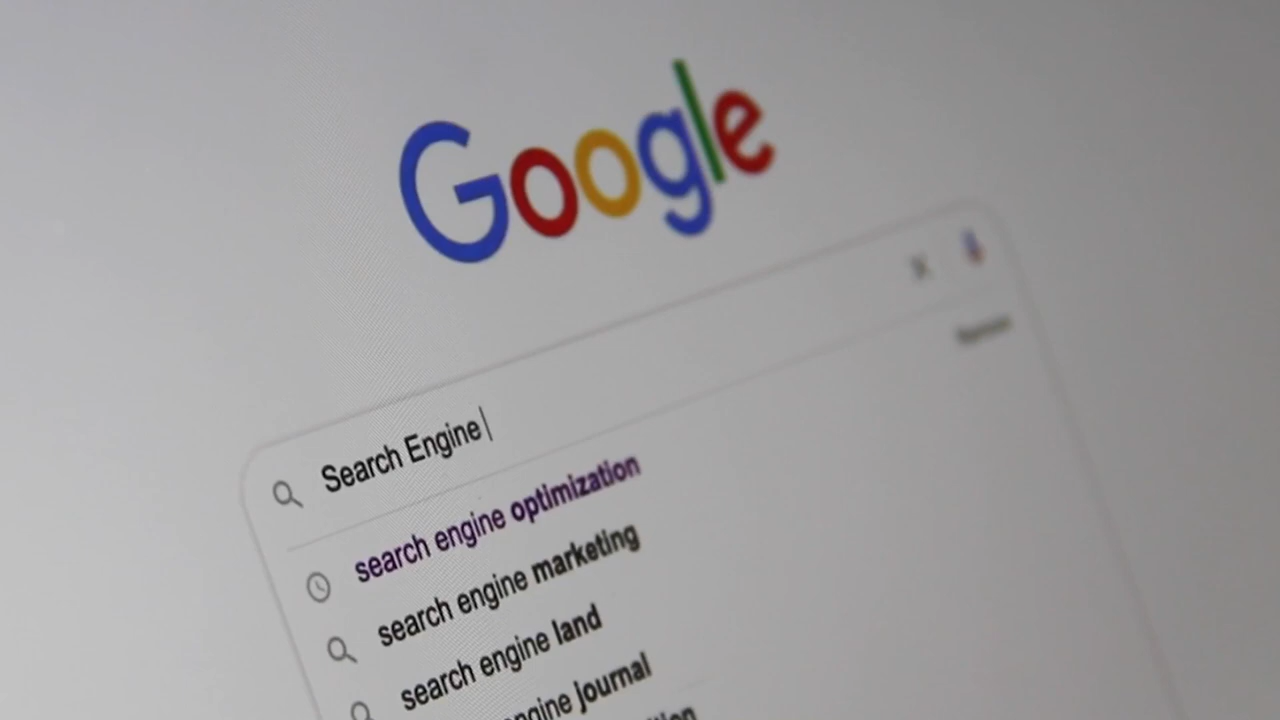 Google
Search Engine
search engine optimization
search engine marketing
search engine land
engine journal